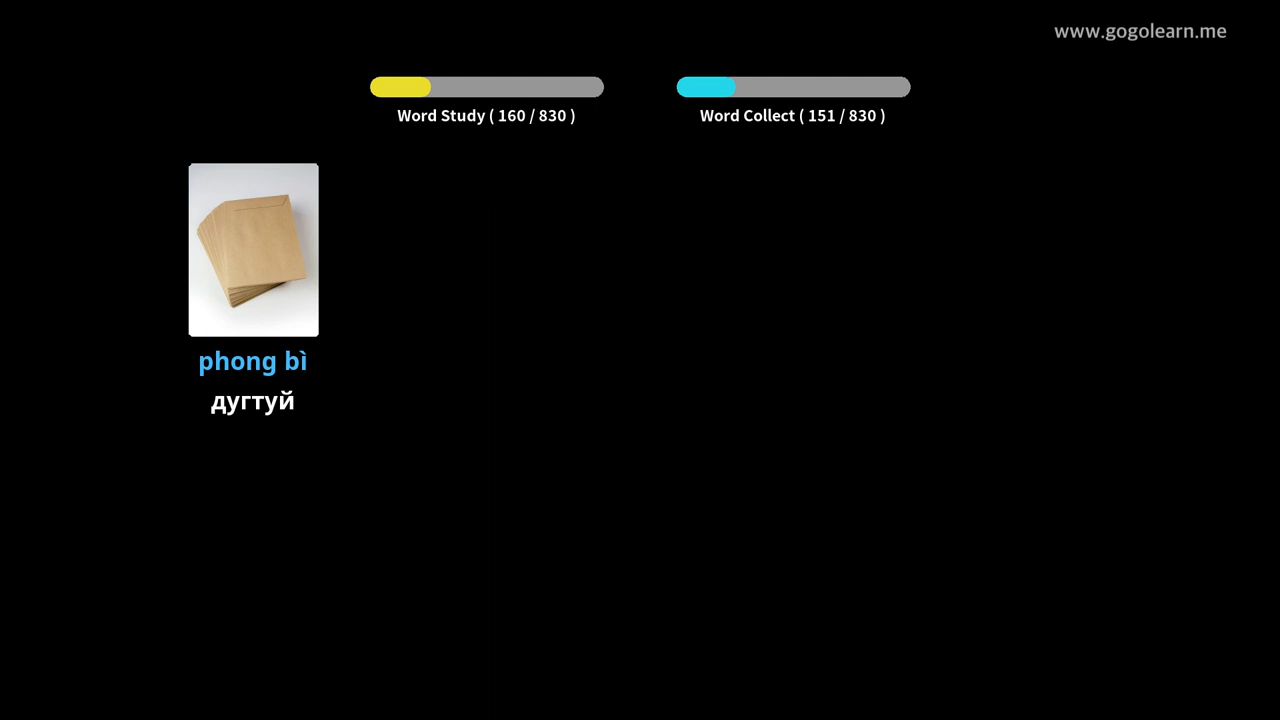 www.gogolearn.me
Word Study ( 160 / 830 )
Word Collect ( 151 / 830 )
phong bì
дугтуй